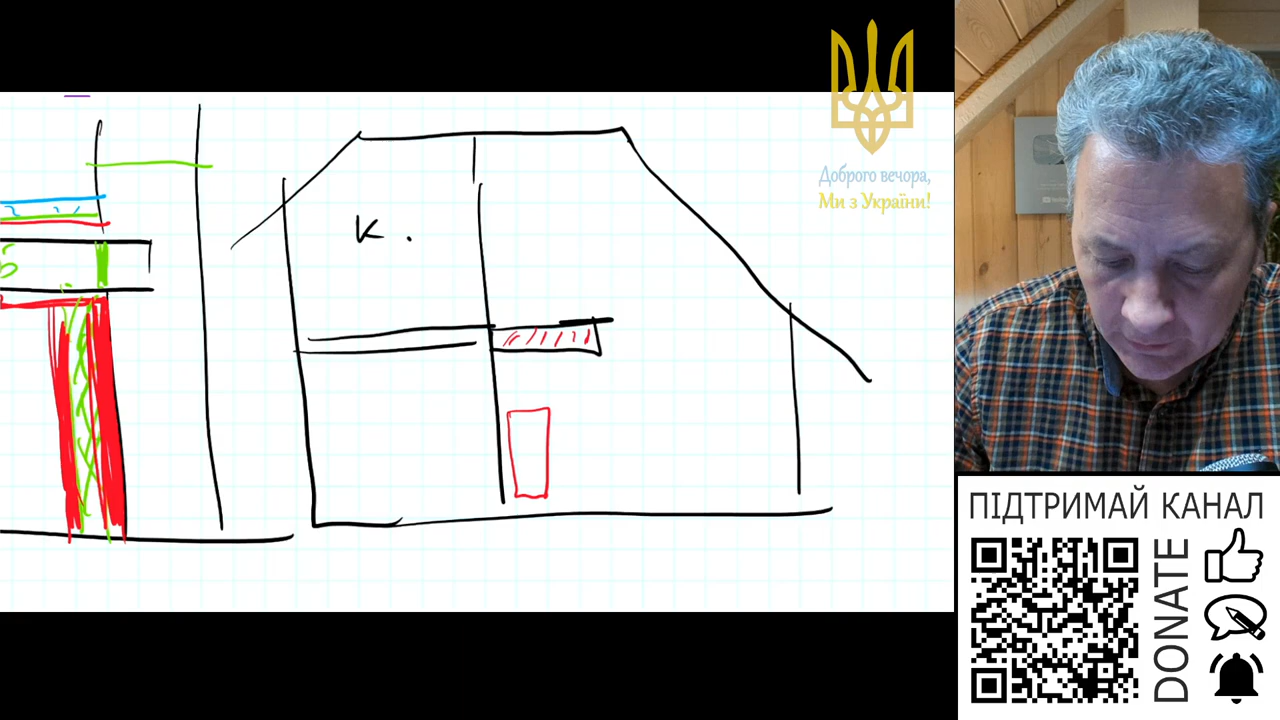 Доброго вечора,
Ми з України!
к.
б
ПІДТРИМАЙ КАНАЛ
DONATE